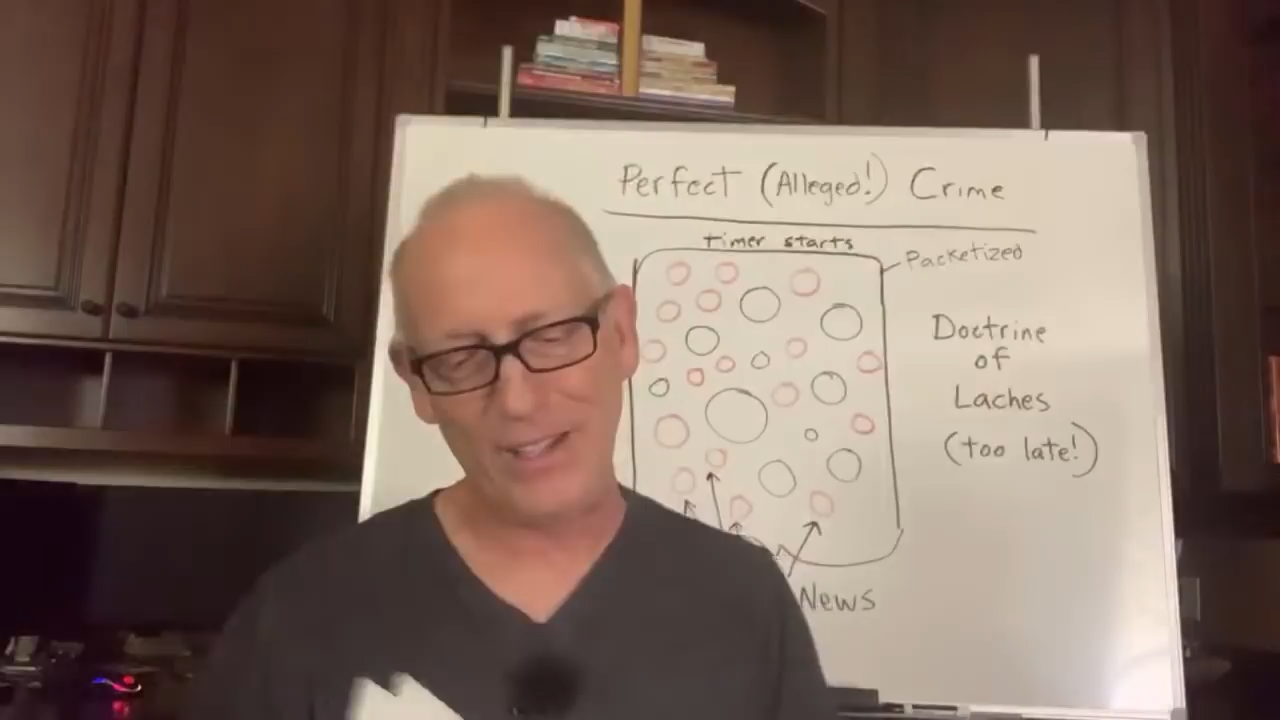 Perfect (Alleged!) Crime
timer starts
Packetized
Doctrine
of
Laches
(too late!)
News